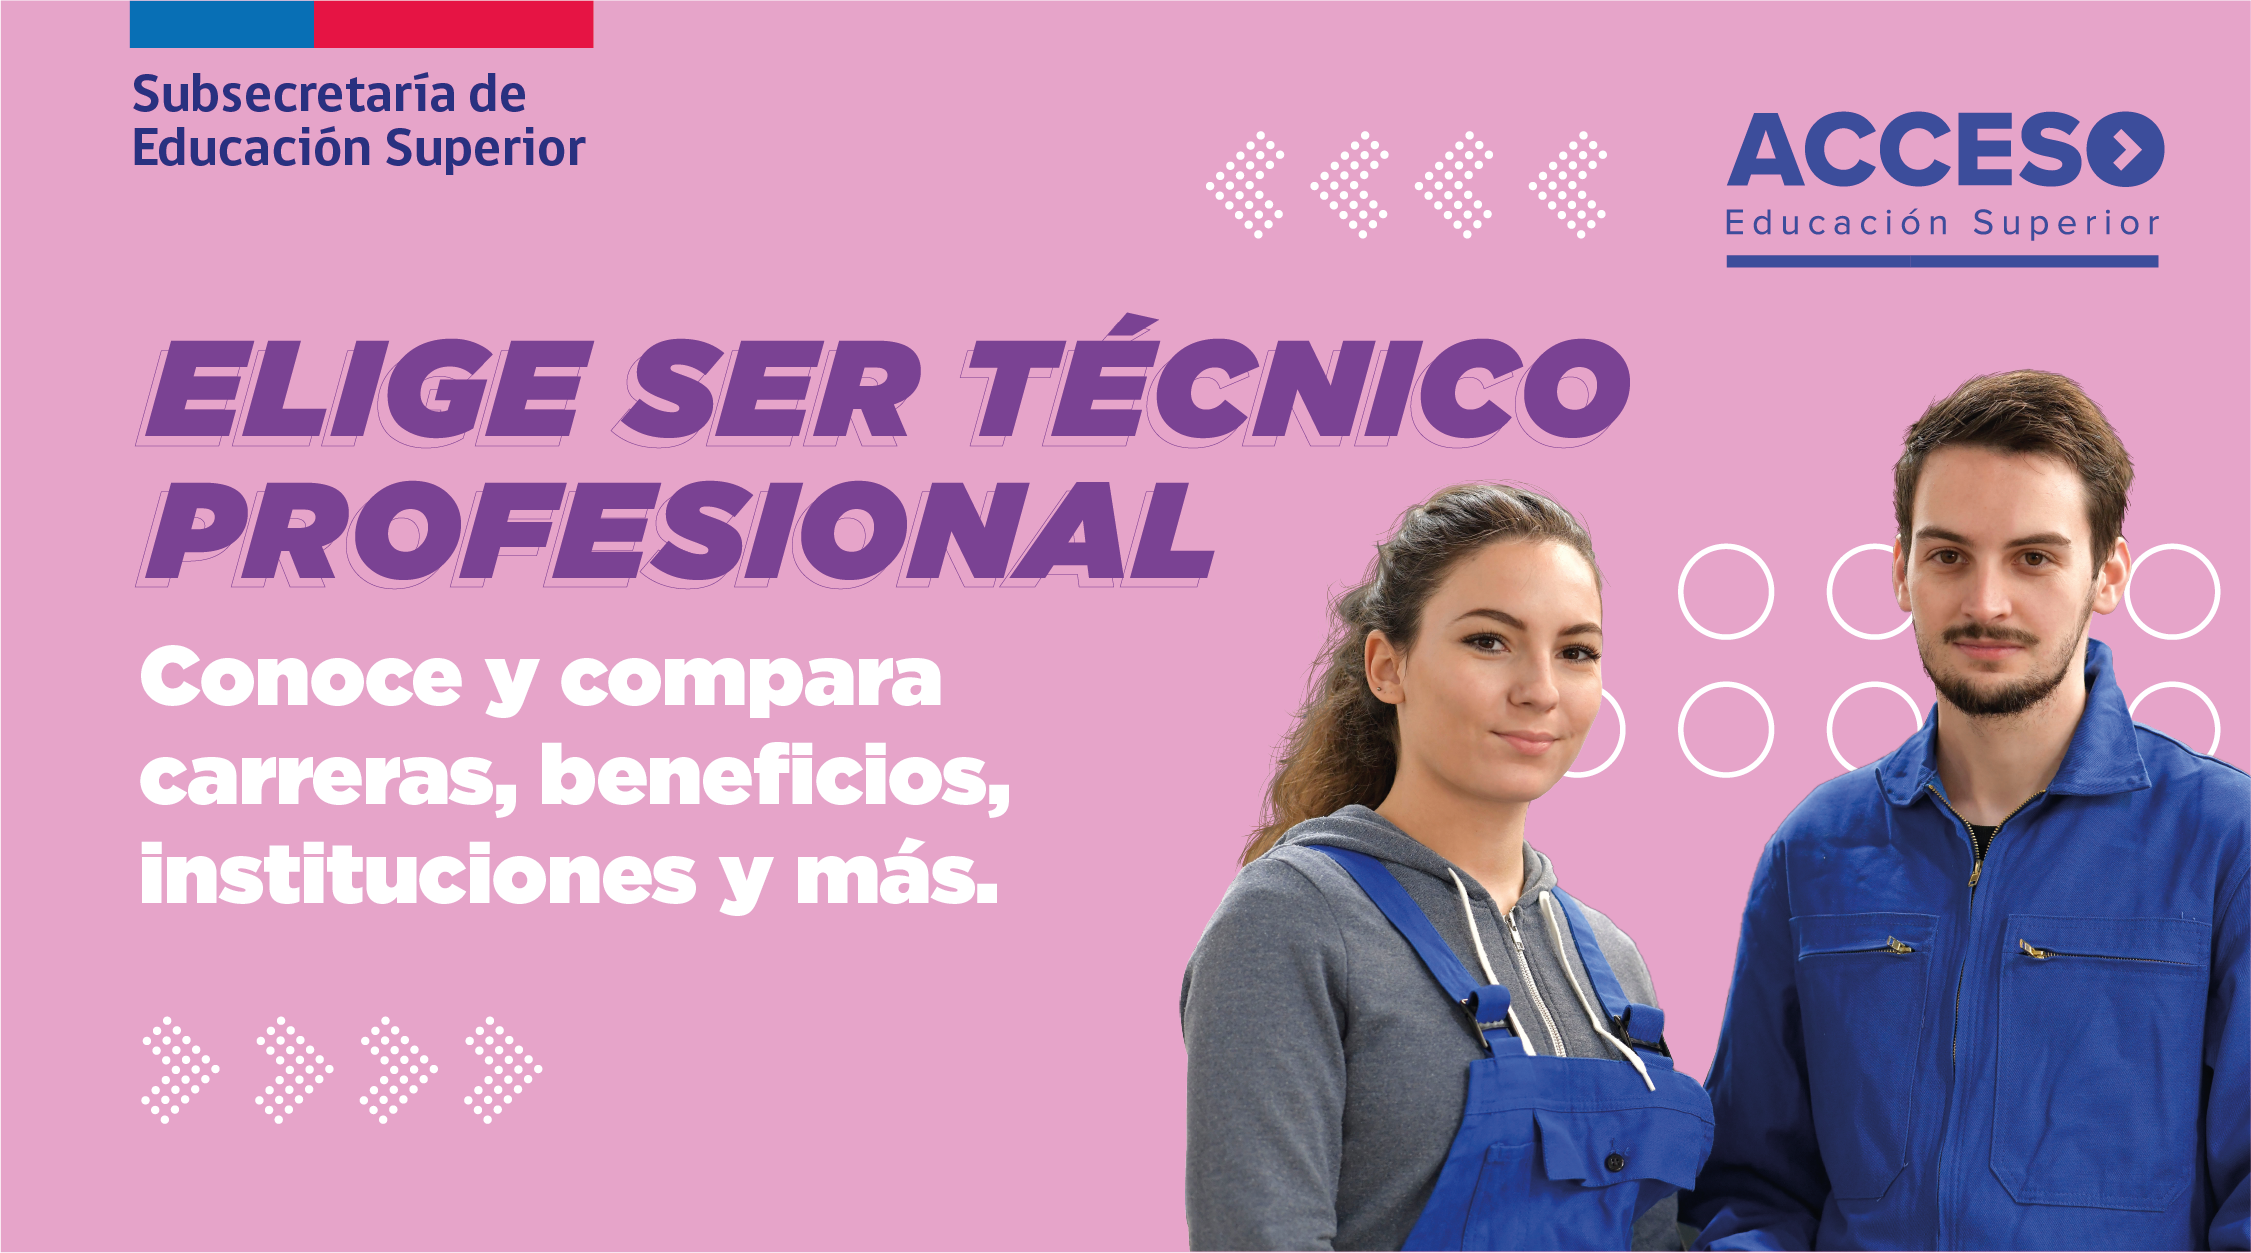 Subsecretaría de
Educación Superior
ACCESO
Educación Superior
ELIGE SER TÉCNICO
PROFESIONAL
Conoce y compara
carreras, beneficios,
instituciones y más.